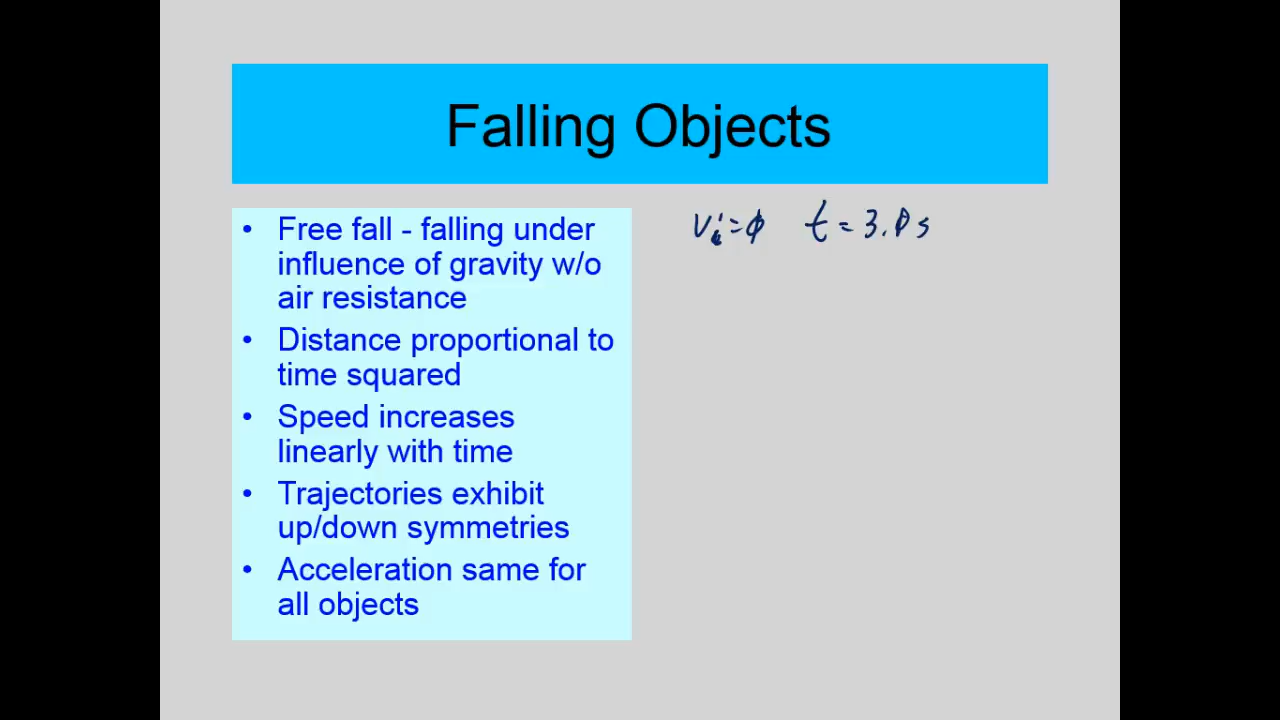 Falling Objects
• Free fall - falling under
influence of gravity w/o
air resistance
• Distance proportional to
time squared
• Speed increases
linearly with time
• Trajectories exhibit
up/down symmetries
• Acceleration same for
all objects
vi = 0 t = 3.0 s